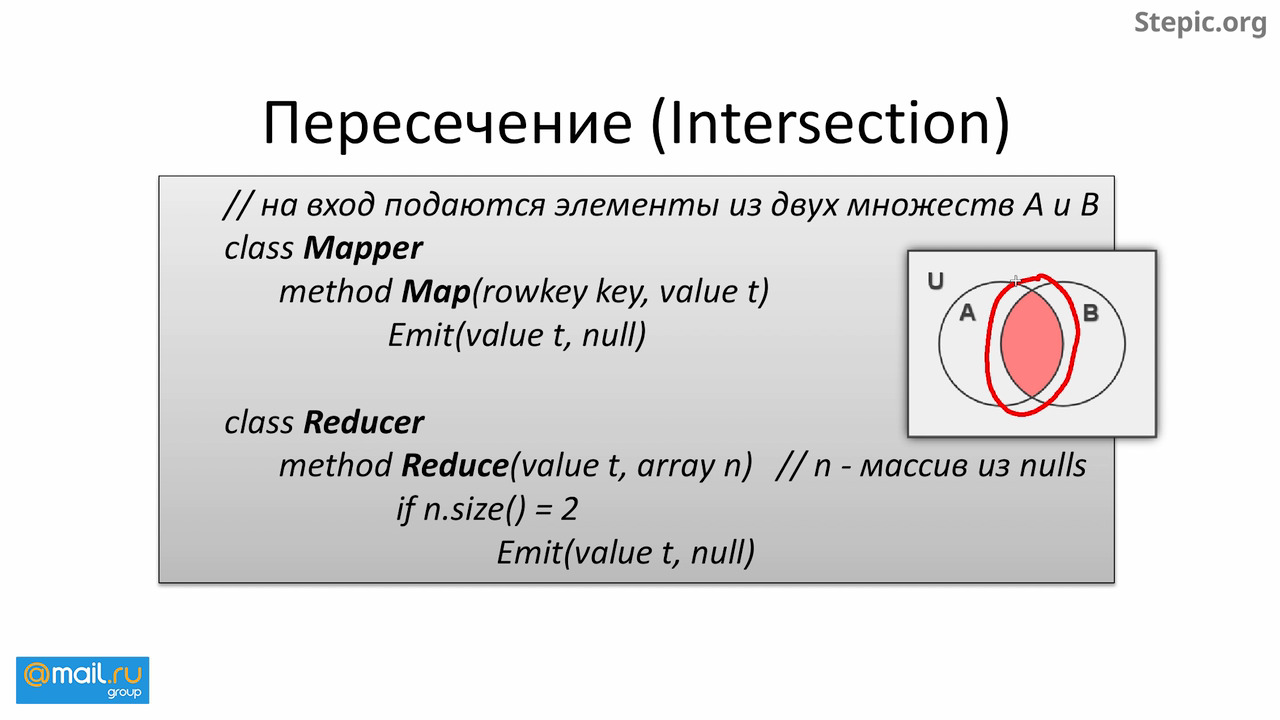 Stepic.org
Пересечение (Intersection)
// на вход подаются элементы из двух множеств A и B
class Mapper
method Map(rowkey key, value t)
Emit(value t, null)
class Reducer
method Reduce(value t, array n) // n - массив из nulls
if n.size() = 2
Emit(value t, null)
U
A
B
@mail.ru
group